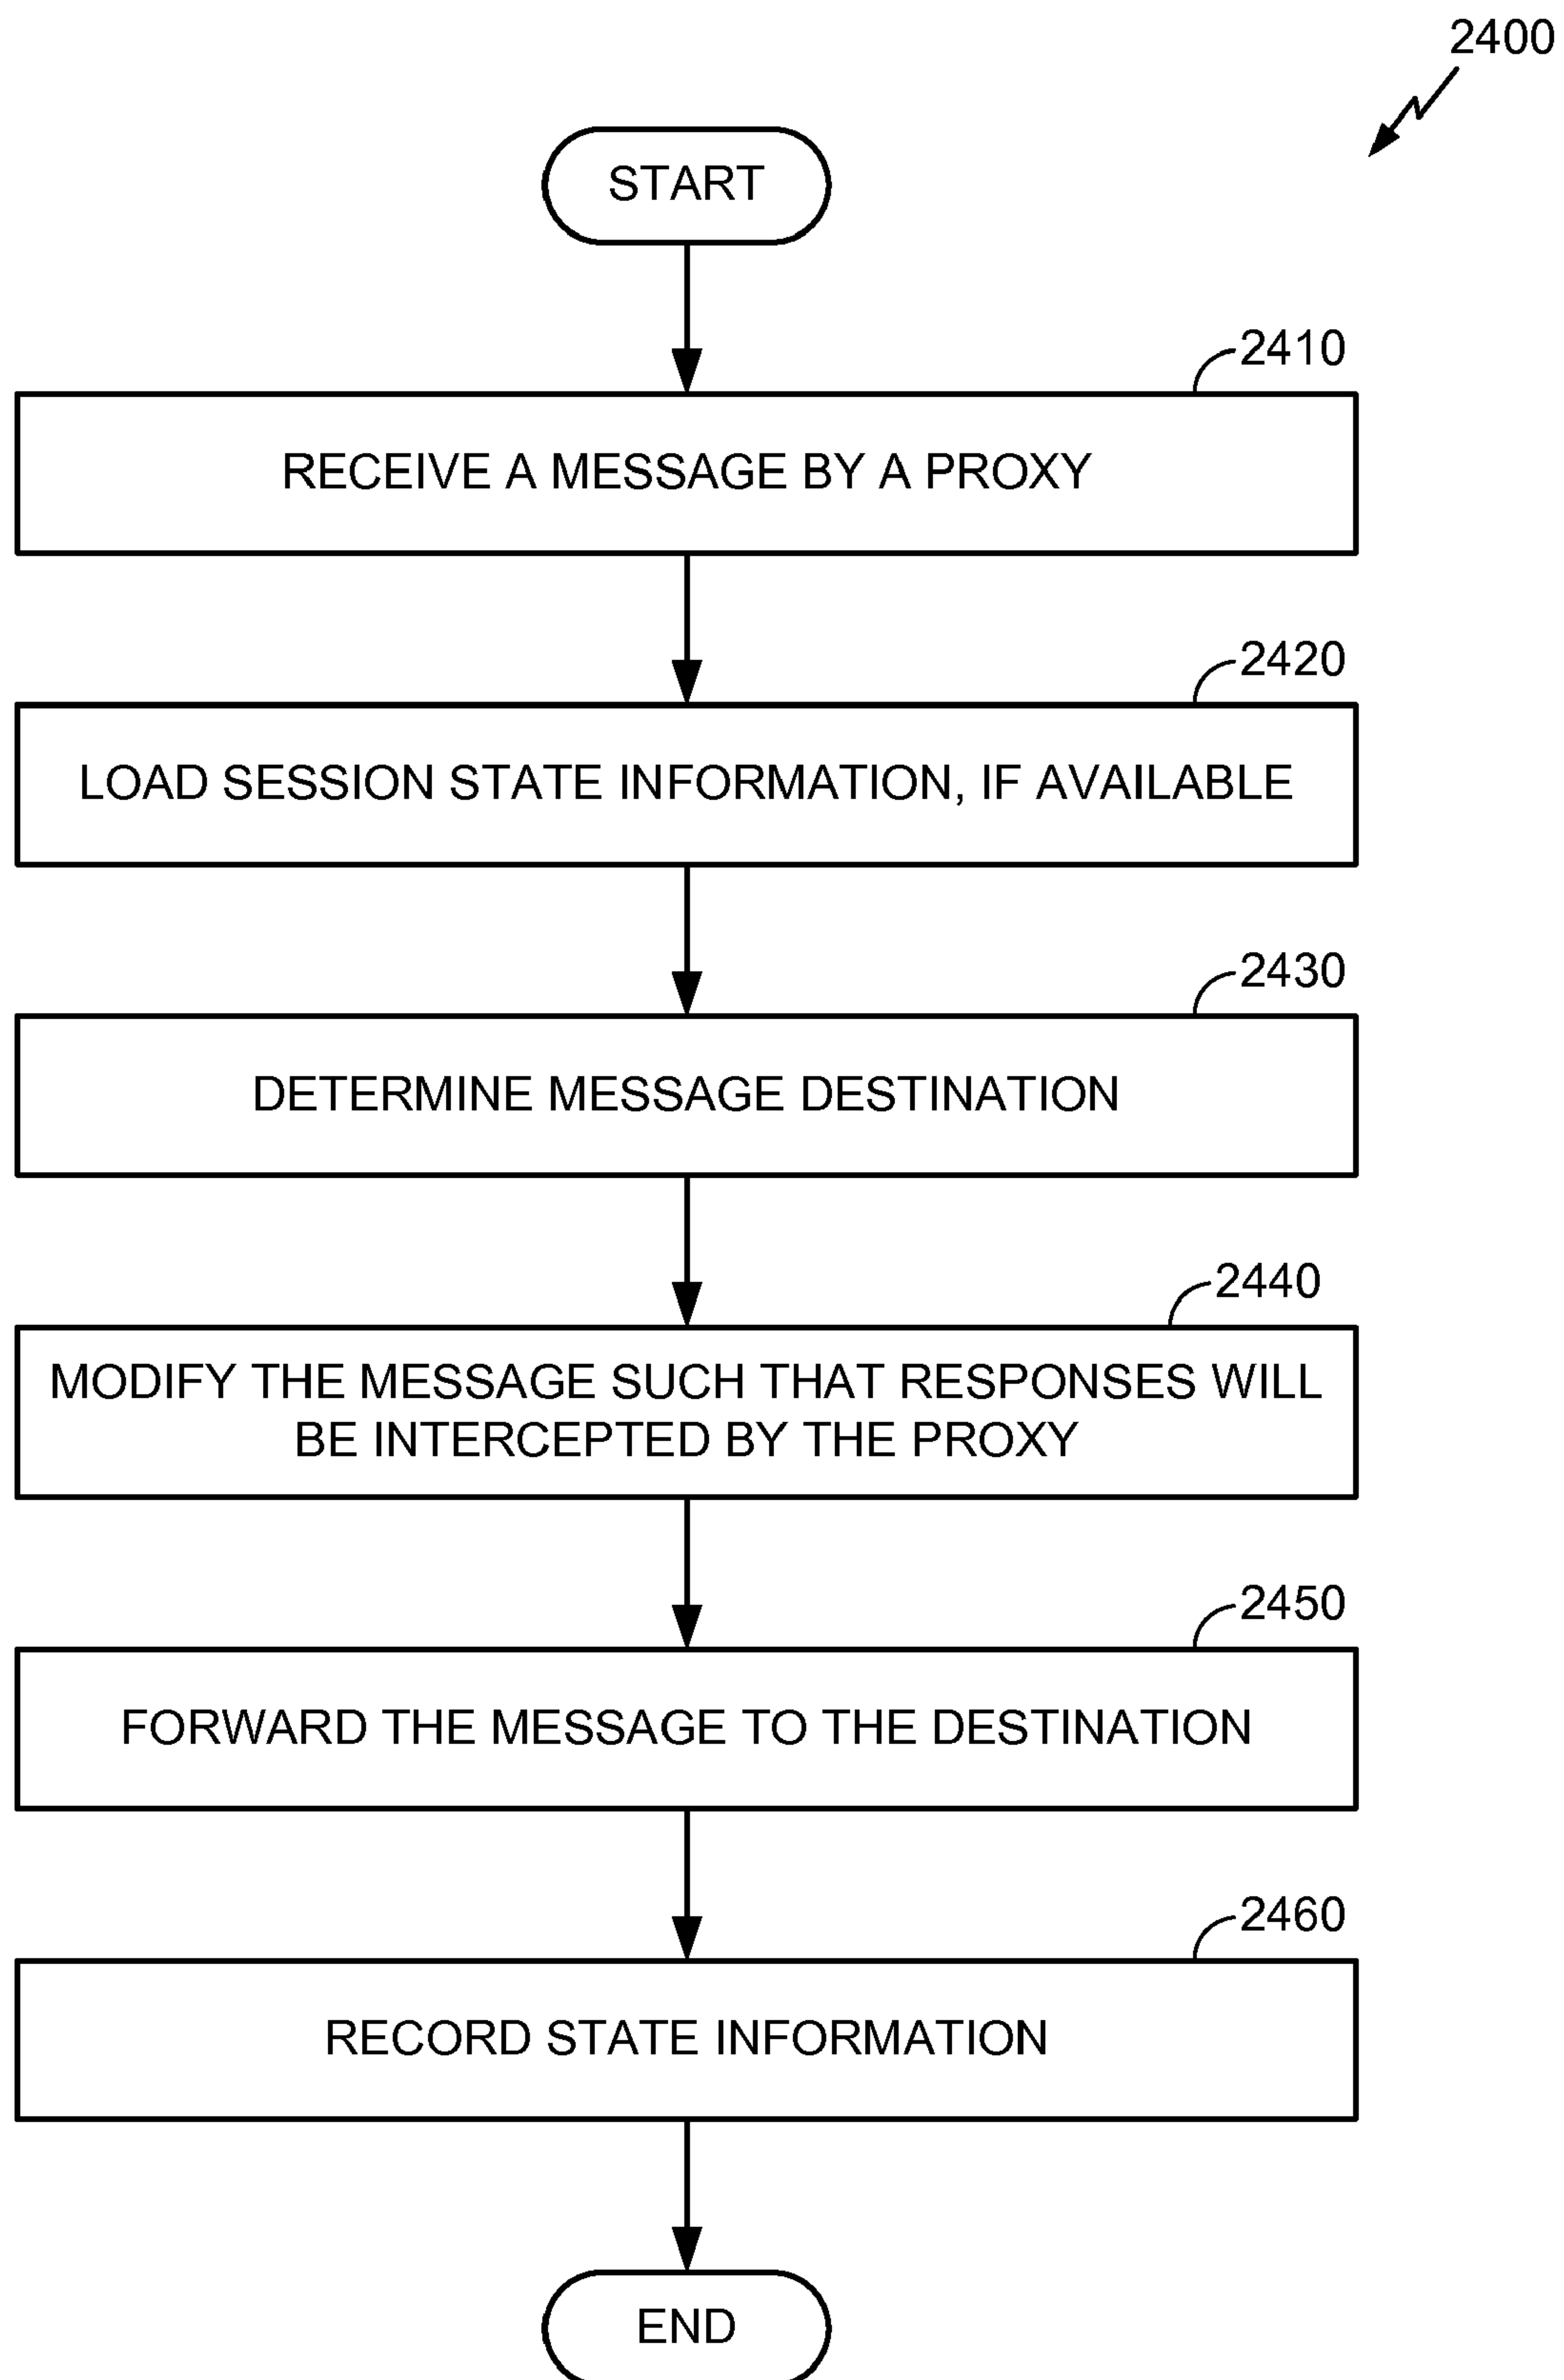 2400
START
2410
RECEIVE A MESSAGE BY A PROXY
2420
LOAD SESSION STATE INFORMATION, IF AVAILABLE
2430
DETERMINE MESSAGE DESTINATION
2440
MODIFY THE MESSAGE SUCH THAT RESPONSES WILL
BE INTERCEPTED BY THE PROXY
2450
FORWARD THE MESSAGE TO THE DESTINATION
2460
RECORD STATE INFORMATION
END